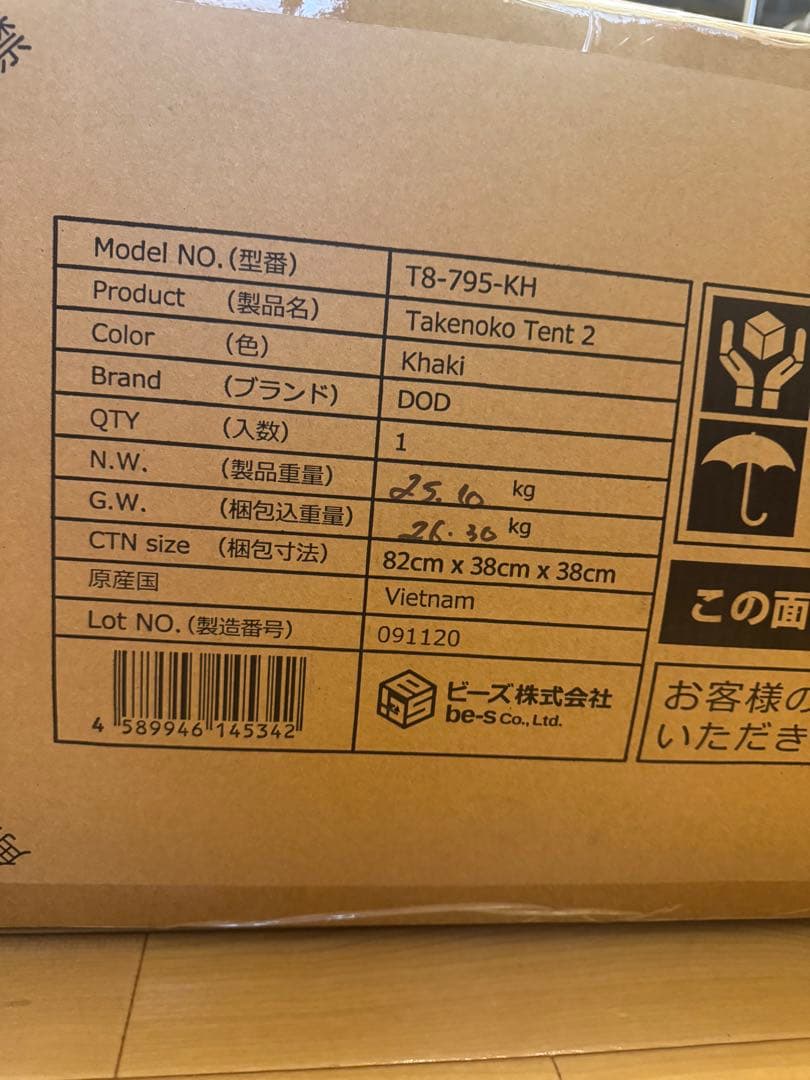 禁
Model NO.(型番) T8-795-KH
Product (製品名) Takenoko Tent 2
Color (色) Khaki
Brand (ブランド) DOD
QTY (入数) 1
N.W. (製品重量) 25.10 kg
G.W. (梱包込重量) 26.30 kg
CTN size (梱包寸法) 82cm x 38cm x 38cm
原産国 Vietnam
Lot NO.(製造番号) 091120
4 589946 145342
ビーズ株式会社
be-s Co., Ltd.
この面
お客様の
いただき